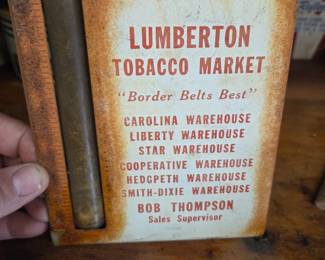 LUMBERTON
TOBACCO MARKET
"Border Belts Best"
CAROLINA WAREHOUSE
LIBERTY WAREHOUSE
STAR WAREHOUSE
COOPERATIVE WAREHOUSE
HEDGPETH WAREHOUSE
SMITH-DIXIE WAREHOUSE
BOB THOMPSON
Sales Supervisor